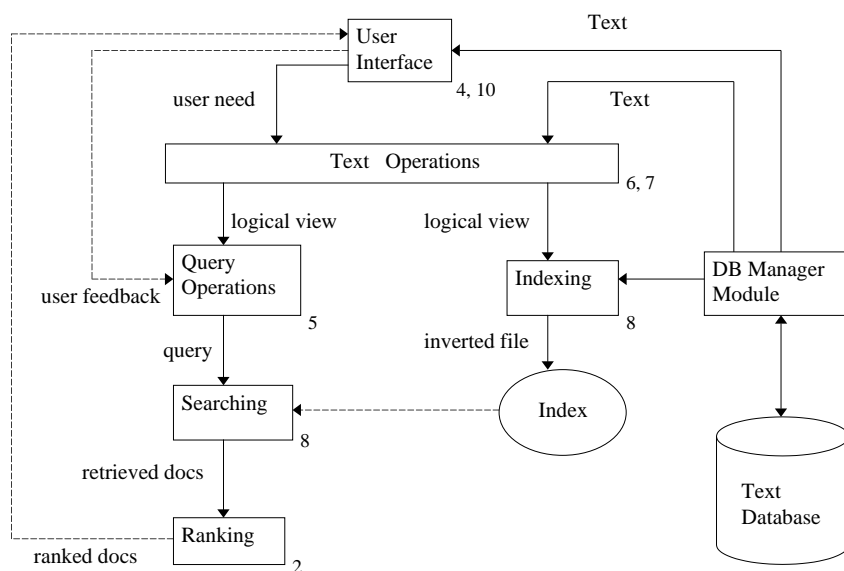 User
Interface
Text
4, 10
user need
Text
Text Operations
6, 7
logical view
logical view
Query
Operations
Indexing
DB Manager
Module
user feedback
5
8
query
inverted file
Searching
Index
8
retrieved docs
Text
Database
Ranking
ranked docs
2